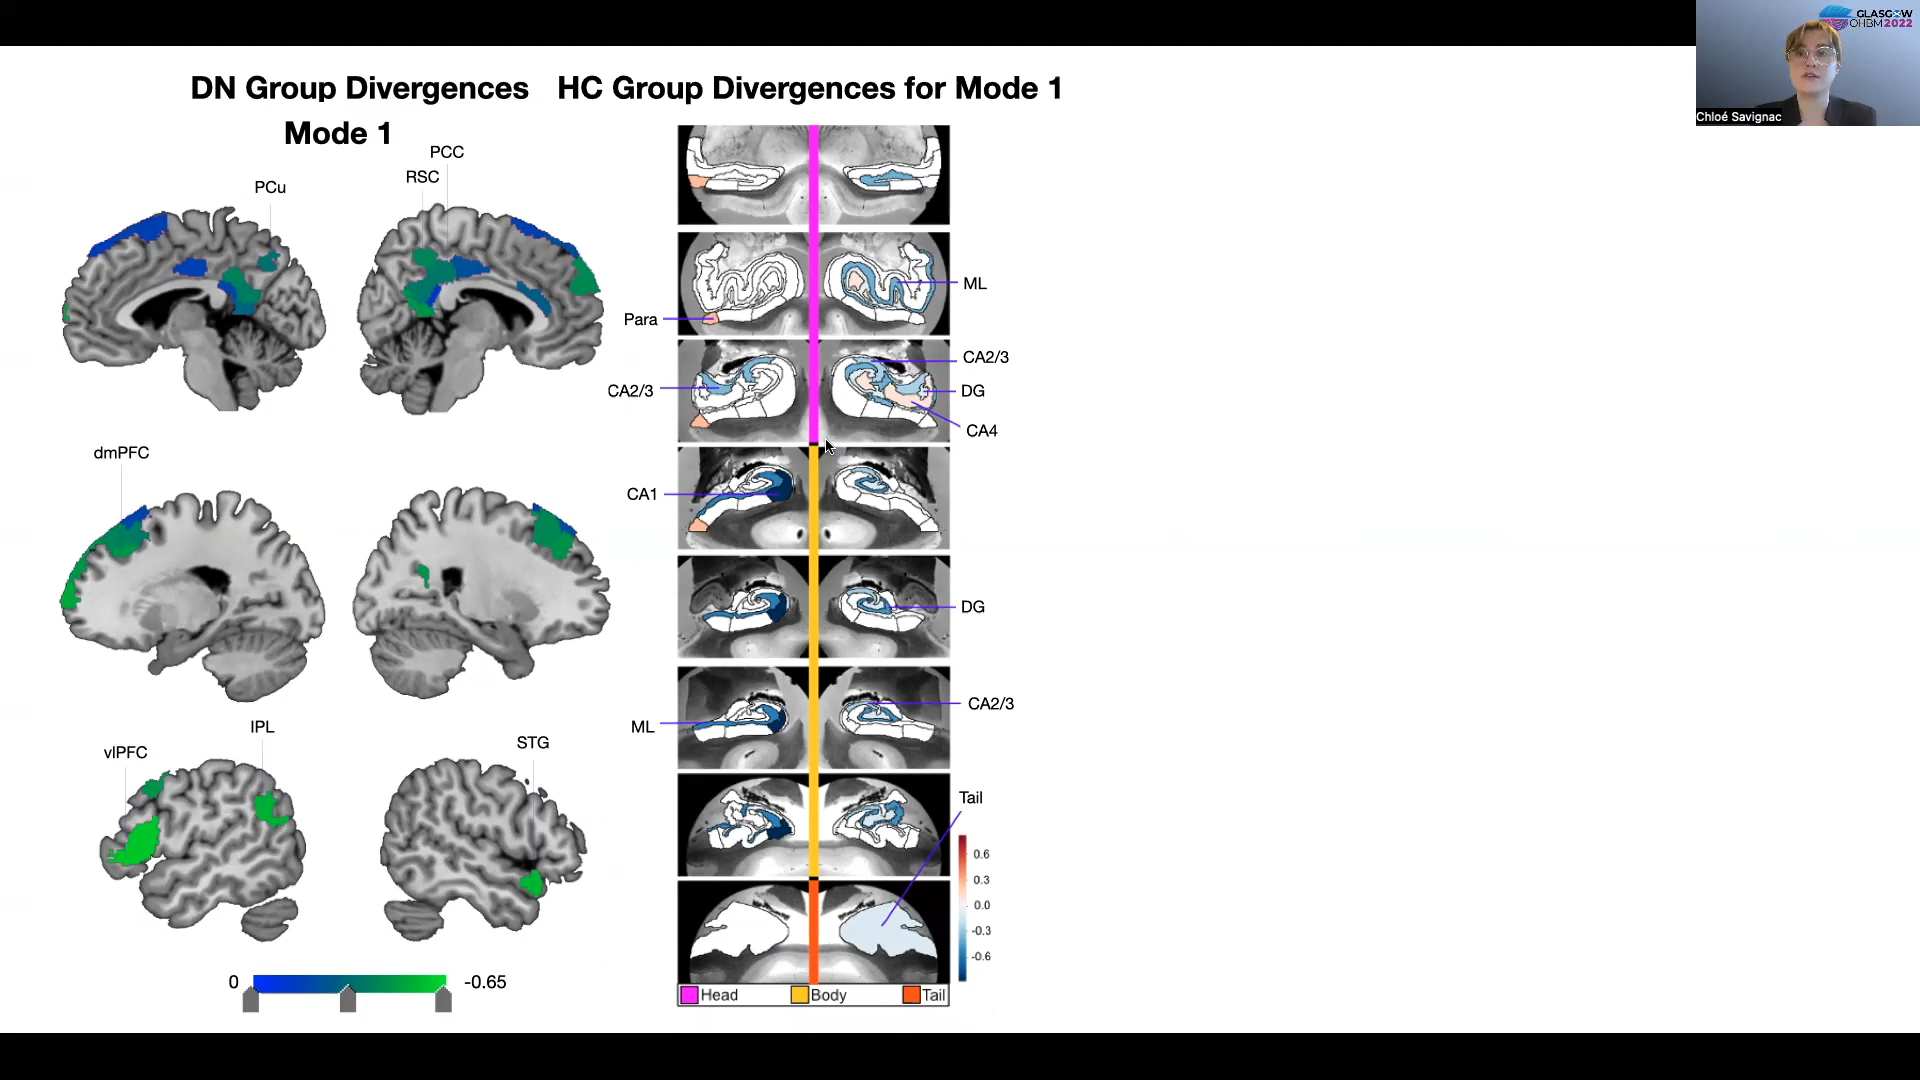 GLASGOW
OHBM2022
Chloé Savignac
DN Group Divergences
Mode 1
HC Group Divergences for Mode 1
PCC
RSC
PCu
dmPFC
IPL
vlPFC
STG
0
-0.65
ML
Para
CA2/3
CA2/3
DG
CA4
CA1
DG
CA2/3
ML
Tail
0.6
0.3
0.0
-0.3
-0.6
Head
Body
Tail